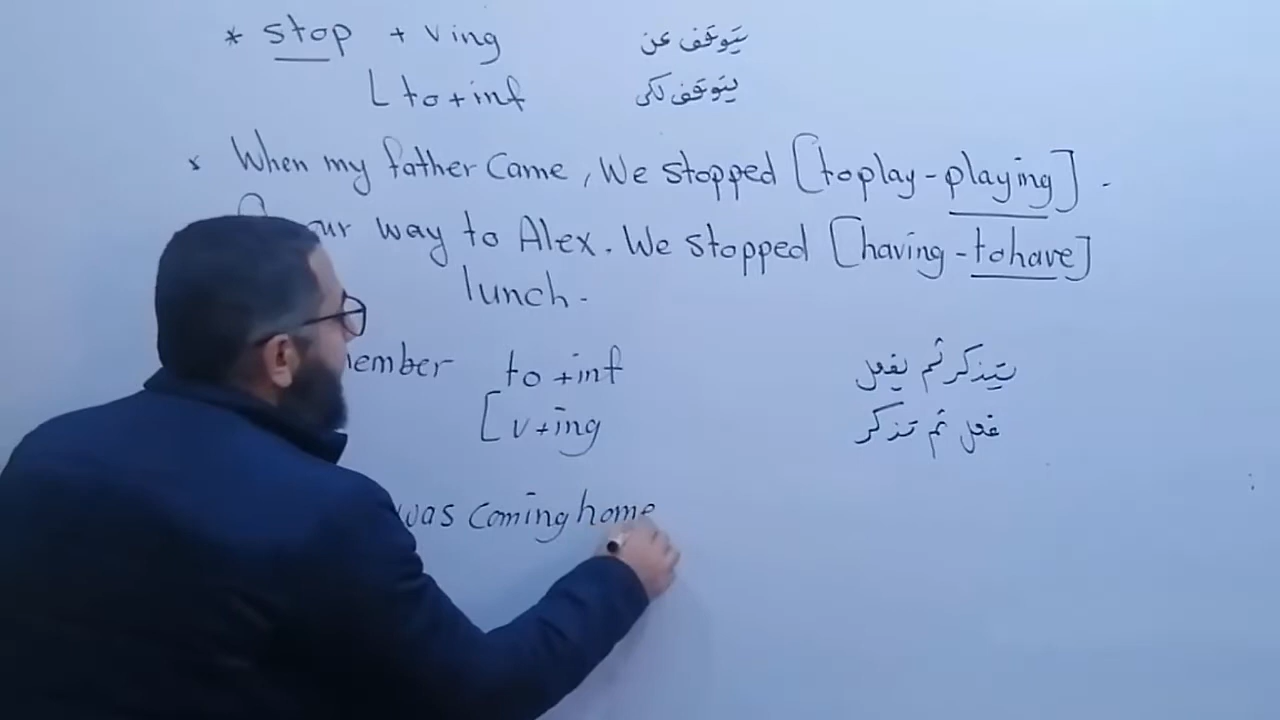 * stop + ving يتوقف عن
[ to+inf يتوقف لكى
* When my father Came, We stopped [to play - playing].
way to Alex. We stopped [having - to have]
lunch.
to + inf يتذكر ثم يفعل
[ v+ing فعل ثم تذكر
was Coming home